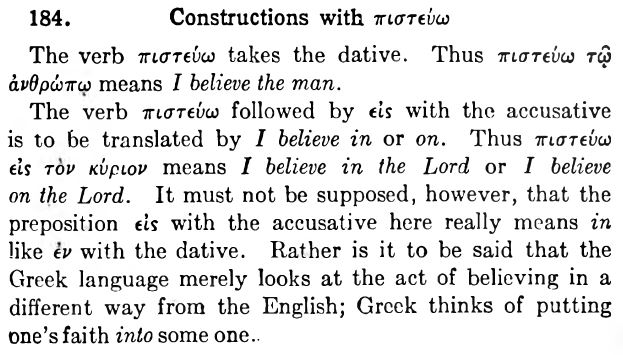 184. Constructions with πιστεύω
The verb πιστεύω takes the dative. Thus πιστεύω τῷ
ἀνθρώπῳ means I believe the man.
The verb πιστεύω followed by εἰς with the accusative
is to be translated by I believe in or on. Thus πιστεύω
εἰς τὸν κύριον means I believe in the Lord or I believe
on the Lord. It must not be supposed, however, that the
preposition εἰς with the accusative here really means in
like ἐν with the dative. Rather is it to be said that the
Greek language merely looks at the act of believing in a
different way from the English; Greek thinks of putting
one's faith into some one.